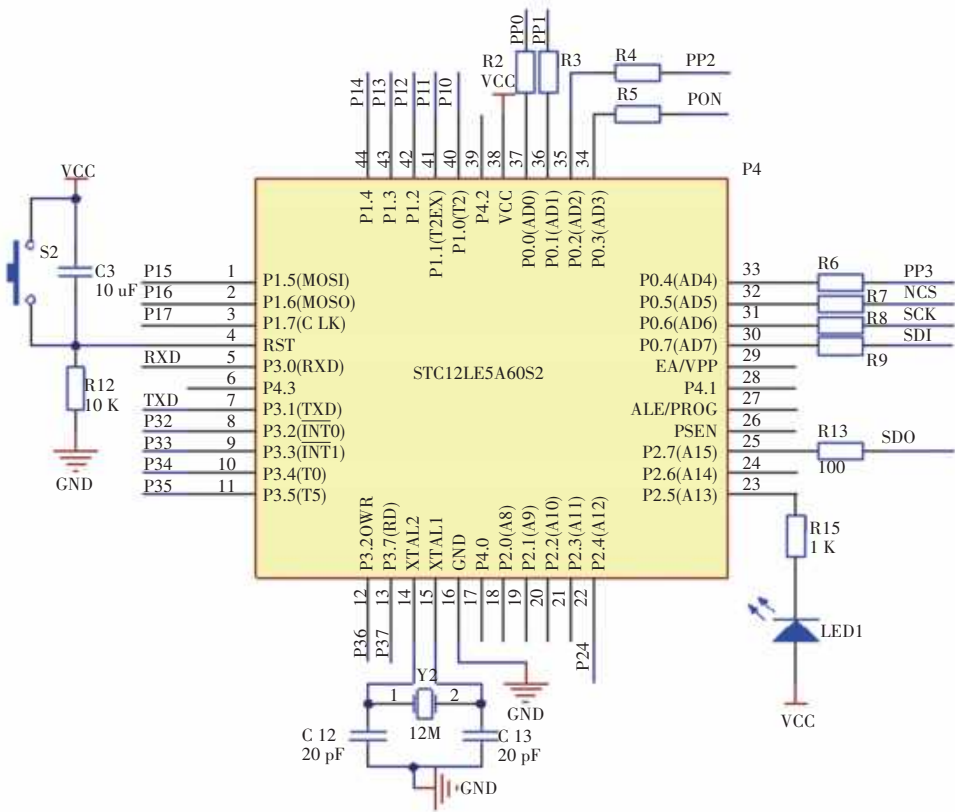 PP0
PP1
R2
R3
VCC
R4
PP2
R5
PON
P14
P13
P12
P11
P10
44
43
42
41
40
39
38
37
36
35
34
P4
P1.4
P1.3
P1.2
P1.1(T2EX)
P1.0(T2)
P4.2
VCC
P0.0(AD0)
P0.1(AD1)
P0.2(AD2)
P0.3(AD3)
VCC
S2
C3
10 uF
R12
10 K
GND
P15 1 P1.5(MOSI)
P16 2 P1.6(MOSO)
P17 3 P1.7(C LK)
4 RST
RXD 5 P3.0(RXD)
6 P4.3
TXD 7 P3.1(TXD)
P32 8 P3.2(INT0)
P33 9 P3.3(INT1)
P34 10 P3.4(T0)
P35 11 P3.5(T5)
STC12LE5A60S2
P0.4(AD4) 33 R6 PP3
P0.5(AD5) 32 R7 NCS
P0.6(AD6) 31 R8 SCK
P0.7(AD7) 30 R9 SDI
EA/VPP 29
P4.1 28
ALE/PROG 27
PSEN 26
P2.7(A15) 25 R13 SDO
100
P2.6(A14) 24
P2.5(A13) 23
R15
1 K
LED1
VCC
P3.2OWR
P3.7(RD)
XTAL2
XTAL1
GND
P4.0
P2.0(A8)
P2.1(A9)
P2.2(A10)
P2.3(A11)
P2.4(A12)
12
13
14
15
16
17
18
19
20
21
22
P36
P37
P24
Y2
1
2
12M
GND
C 12
20 pF
C 13
20 pF
GND